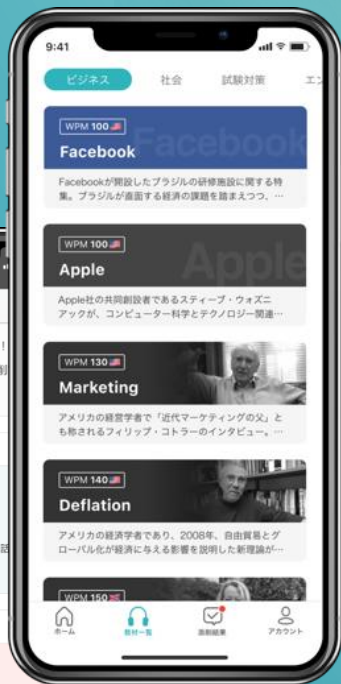 9:41
ビジネス
社会
試験対策
エン
WPM 100
Facebook
Facebook
Facebookが開設したブラジルの研修施設に関する特
集。ブラジルが直面する経済の課題を踏まえつつ、…
WPM 100
Apple
Apple
Apple社の共同創設者であるスティーブ・ウォズニ
アックが、コンピューター科学とテクノロジー関連…
WPM 130
Marketing
アメリカの経営学者で「近代マーケティングの父」と
も称されるフィリップ・コトラーのインタビュー。…
WPM 140
Deflation
アメリカの経済学者であり、2008年、自由貿易とグ
ローバル化が経済に与える影響を説明した新理論が…
WPM 150
ホーム
教材一覧
添削結果
アカウント